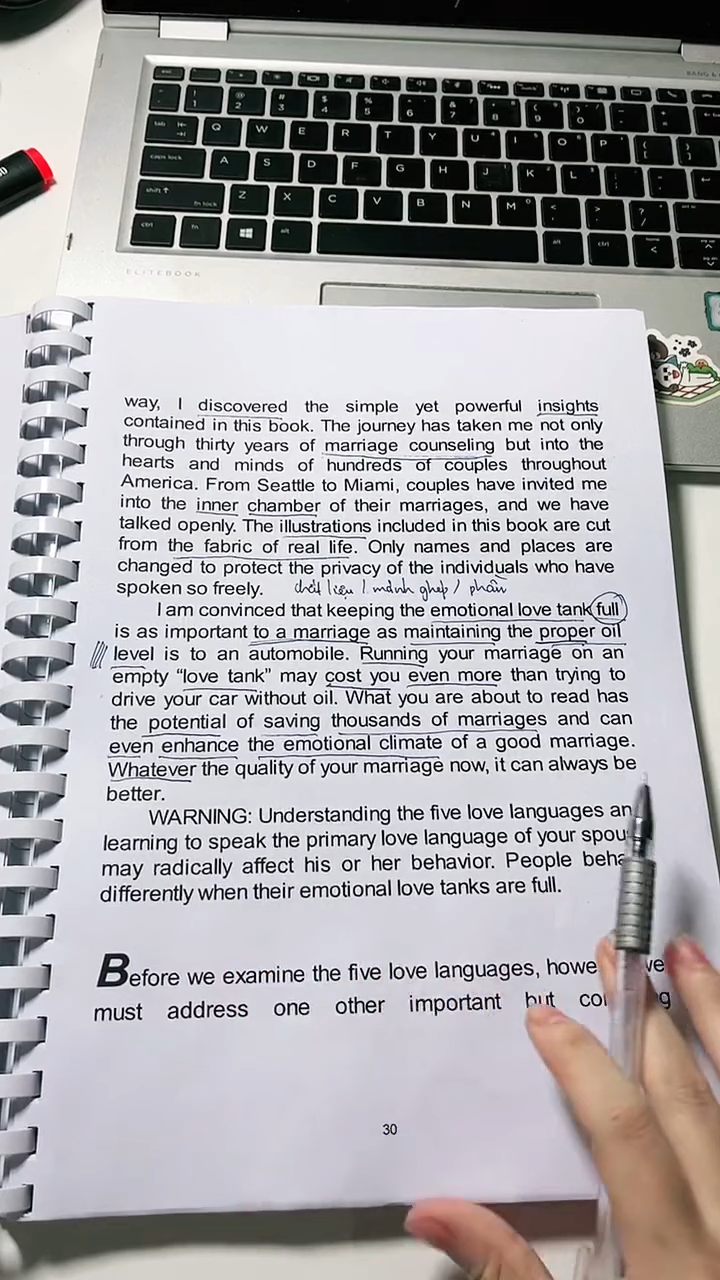 ELITEBOOK
way, I discovered the simple yet powerful insights
contained in this book. The journey has taken me not only
through thirty years of marriage counseling but into the
hearts and minds of hundreds of couples throughout
America. From Seattle to Miami, couples have invited me
into the inner chamber of their marriages, and we have
talked openly. The illustrations included in this book are cut
from the fabric of real life. Only names and places are
changed to protect the privacy of the individuals who have
spoken so freely. chất liệu / mảnh ghép / phần
I am convinced that keeping the emotional love tank full
is as important to a marriage as maintaining the proper oil
level is to an automobile. Running your marriage on an
empty “love tank” may cost you even more than trying to
drive your car without oil. What you are about to read has
the potential of saving thousands of marriages and can
even enhance the emotional climate of a good marriage.
Whatever the quality of your marriage now, it can always be
better.
WARNING: Understanding the five love languages an
learning to speak the primary love language of your spou
may radically affect his or her behavior. People beha
differently when their emotional love tanks are full.
Before we examine the five love languages, howe we
must address one other important but co g
30